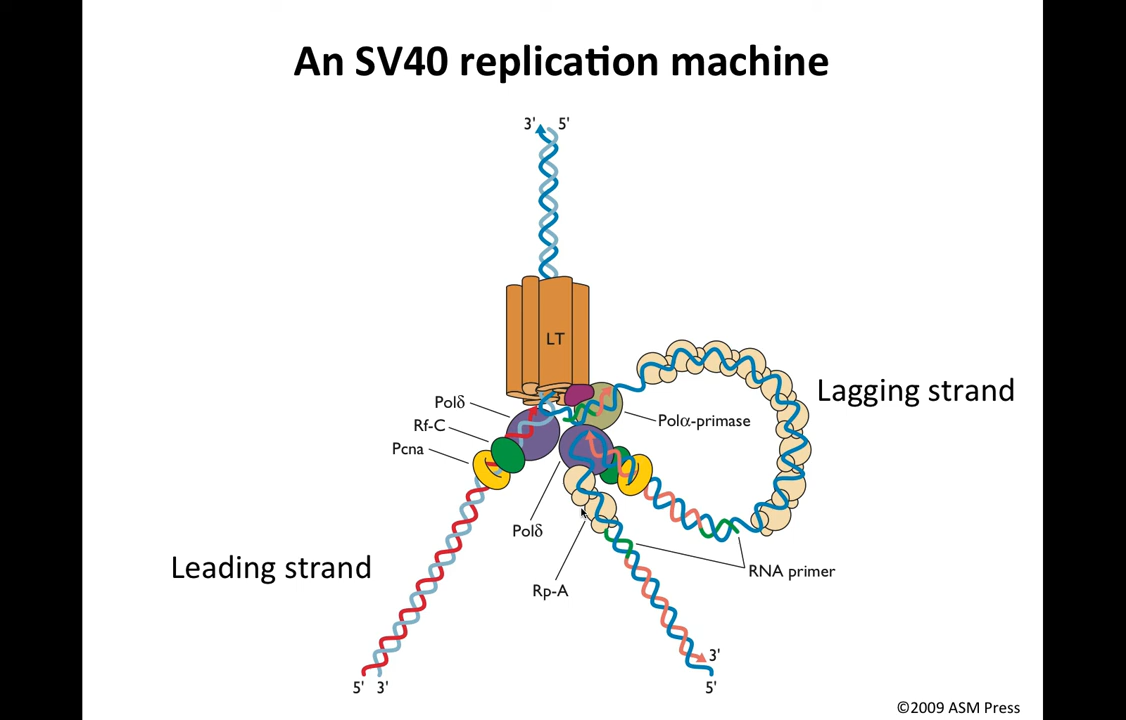 An SV40 replication machine
3' 5'
LT
Polδ
Rf-C
Pcna
Lagging strand
Polα-primase
Polδ
Leading strand
RNA primer
Rp-A
3'
5' 3'
5'
©2009 ASM Press